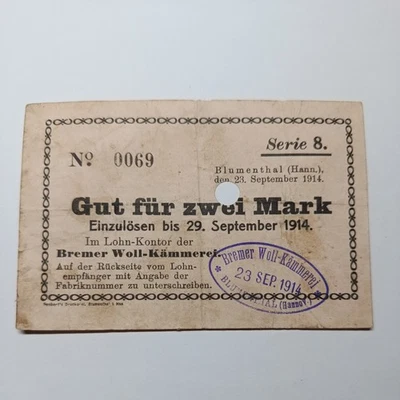 Serie 8.
Nº 0069
Blumenthal (Hann.),
den 23. September 1914.
Gut für zwei Mark
Einzulösen bis 29. September 1914.
Im Lohn-Kontor der
Bremer Woll-Kämmerei.
Auf der Rückseite vom Lohn-
empfänger mit Angabe der
Fabriknummer zu unterschreiben.
Bremer Woll-Kämmerei
23 SEP. 1914
BLUMENTHAL (Hannov.)